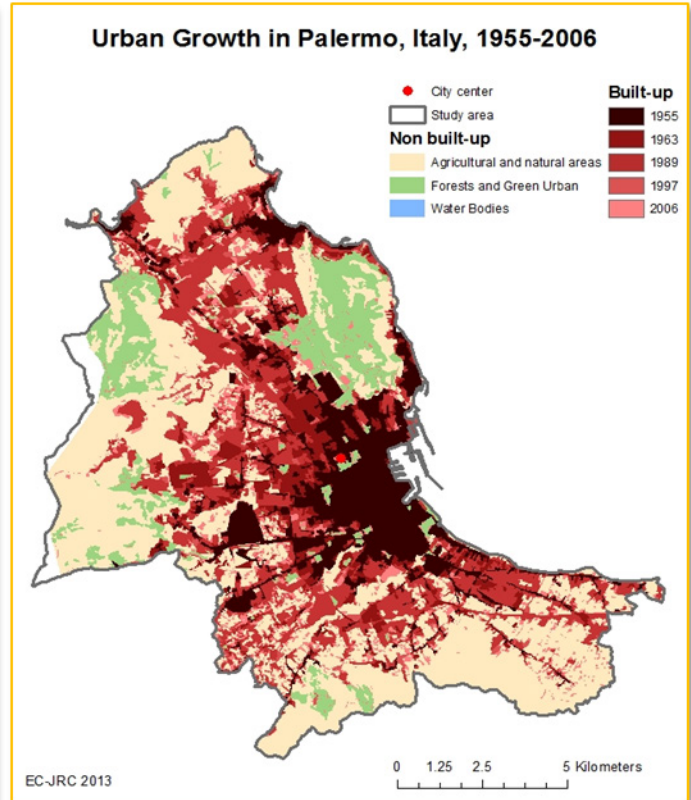 Urban Growth in Palermo, Italy, 1955-2006
City center
Study area
Non built-up
Agricultural and natural areas
Forests and Green Urban
Water Bodies
Built-up
1955
1963
1989
1997
2006
EC-JRC 2013
0 1.25 2.5 5 Kilometers